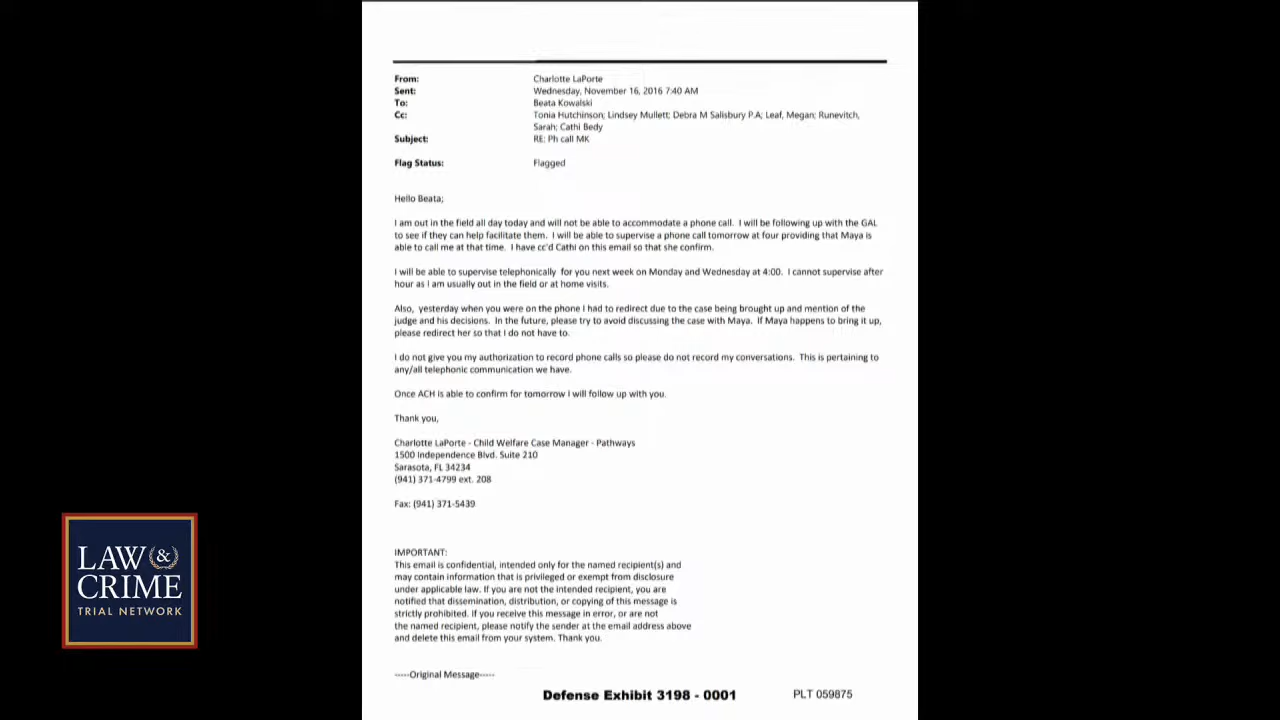 From: Charlotte LaPorte
Sent: Wednesday, November 16, 2016 7:40 AM
To: Beata Kowalski
Cc: Tonia Hutchinson; Lindsey Mullett; Debra M Salisbury P.A; Leaf, Megan; Runevitch,
Sarah; Cathi Bedy
Subject: RE: Ph call MK
Flag Status: Flagged
Hello Beata;
I am out in the field all day today and will not be able to accommodate a phone call. I will be following up with the GAL
to see if they can help facilitate them. I will be able to supervise a phone call tomorrow at four providing that Maya is
able to call me at that time. I have cc'd Cathi on this email so that she confirm.
I will be able to supervise telephonically for you next week on Monday and Wednesday at 4:00. I cannot supervise after
hour as I am usually out in the field or at home visits.
Also, yesterday when you were on the phone I had to redirect due to the case being brought up and mention of the
judge and his decisions. In the future, please try to avoid discussing the case with Maya. If Maya happens to bring it up,
please redirect her so that I do not have to.
I do not give you my authorization to record phone calls so please do not record my conversations. This is pertaining to
any/all telephonic communication we have.
Once ACH is able to confirm for tomorrow I will follow up with you.
Thank you,
Charlotte LaPorte - Child Welfare Case Manager - Pathways
1500 Independence Blvd. Suite 210
Sarasota, FL 34234
(941) 371-4799 ext. 208
Fax: (941) 371-5439
IMPORTANT:
This email is confidential, intended only for the named recipient(s) and
may contain information that is privileged or exempt from disclosure
under applicable law. If you are not the intended recipient, you are
notified that dissemination, distribution, or copying of this message is
strictly prohibited. If you receive this message in error, or are not
the named recipient, please notify the sender at the email address above
and delete this email from your system. Thank you.
-----Original Message-----
Defense Exhibit 3198 - 0001 PLT 059875
LAW &
CRIME
TRIAL NETWORK